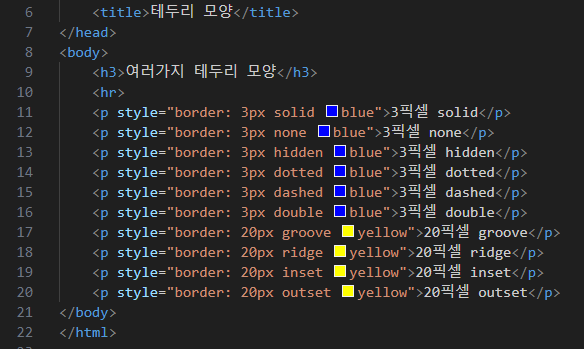 6 <title>테두리 모양</title>
7 </head>
8 <body>
9 <h3>여러가지 테두리 모양</h3>
10 <hr>
11 <p style="border: 3px solid blue">3픽셀 solid</p>
12 <p style="border: 3px none blue">3픽셀 none</p>
13 <p style="border: 3px hidden blue">3픽셀 hidden</p>
14 <p style="border: 3px dotted blue">3픽셀 dotted</p>
15 <p style="border: 3px dashed blue">3픽셀 dashed</p>
16 <p style="border: 3px double blue">3픽셀 double</p>
17 <p style="border: 20px groove yellow">20픽셀 groove</p>
18 <p style="border: 20px ridge yellow">20픽셀 ridge</p>
19 <p style="border: 20px inset yellow">20픽셀 inset</p>
20 <p style="border: 20px outset yellow">20픽셀 outset</p>
21 </body>
22 </html>